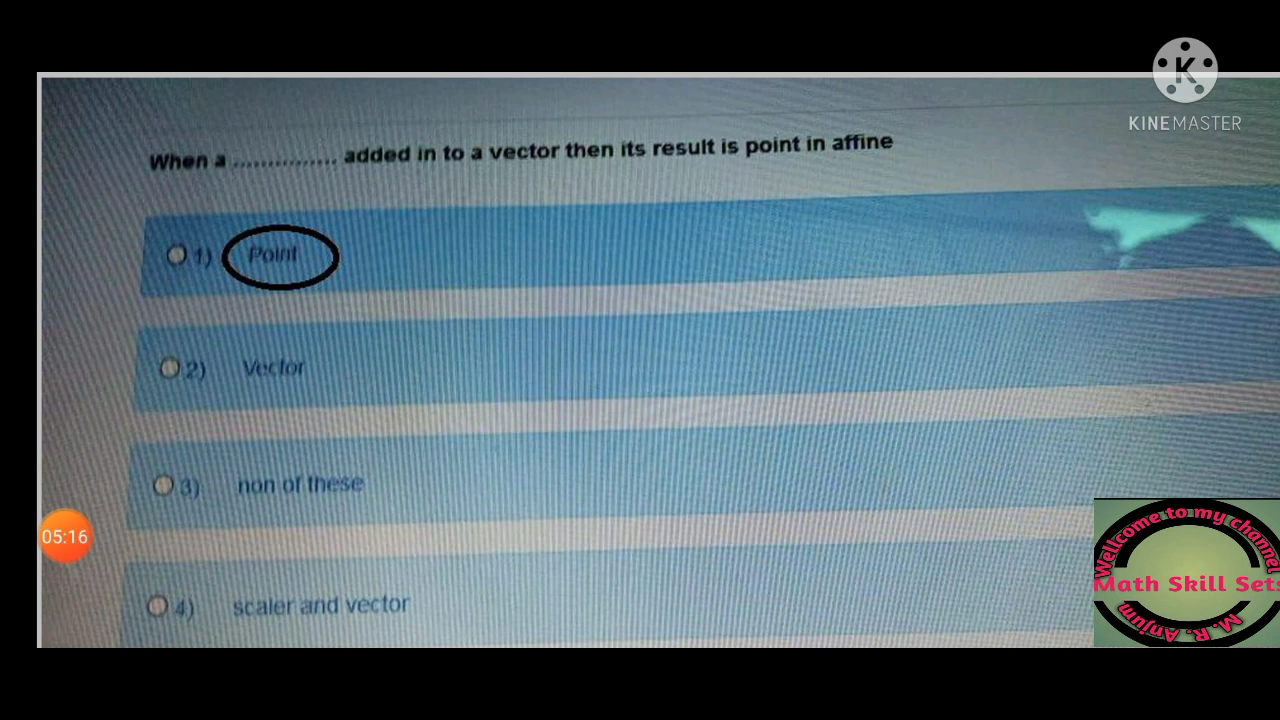 KINEMASTER
When a ............... added in to a vector then its result is point in affine
1) Point
2) Vector
3) non of these
4) scaler and vector
05:16
Wellcome to my channel
Math Skill Sets
M. R. Anjum